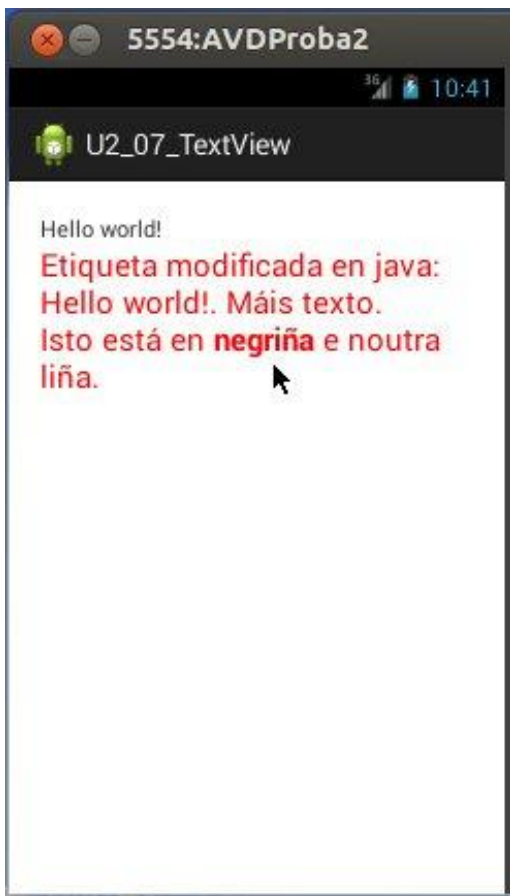 5554:AVDProba2
3G 10:41
U2_07_TextView
Hello world!
Etiqueta modificada en java:
Hello world!. Máis texto.
Isto está en negriña e noutra
liña.